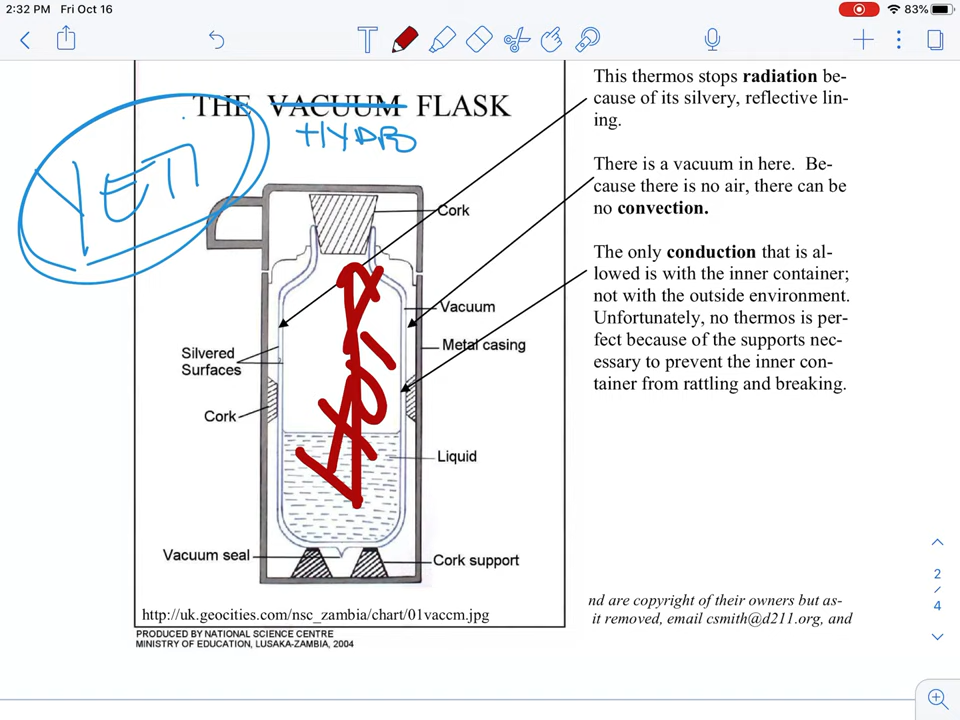 2:32 PM Fri Oct 16
83%
THE VACUUM FLASK
HYDRO
YETI
Cork
Vacuum
Silvered
Surfaces
Metal casing
Cork
Liquid
Vacuum seal
Cork support
http://uk.geocities.com/nsc_zambia/chart/01vaccm.jpg
PRODUCED BY NATIONAL SCIENCE CENTRE
MINISTRY OF EDUCATION, LUSAKA-ZAMBIA, 2004
This thermos stops radiation be-
cause of its silvery, reflective lin-
ing.
There is a vacuum in here. Be-
cause there is no air, there can be
no convection.
The only conduction that is al-
lowed is with the inner container;
not with the outside environment.
Unfortunately, no thermos is per-
fect because of the supports nec-
essary to prevent the inner con-
tainer from rattling and breaking.
nd are copyright of their owners but as-
it removed, email csmith@d211.org, and
2
/
4